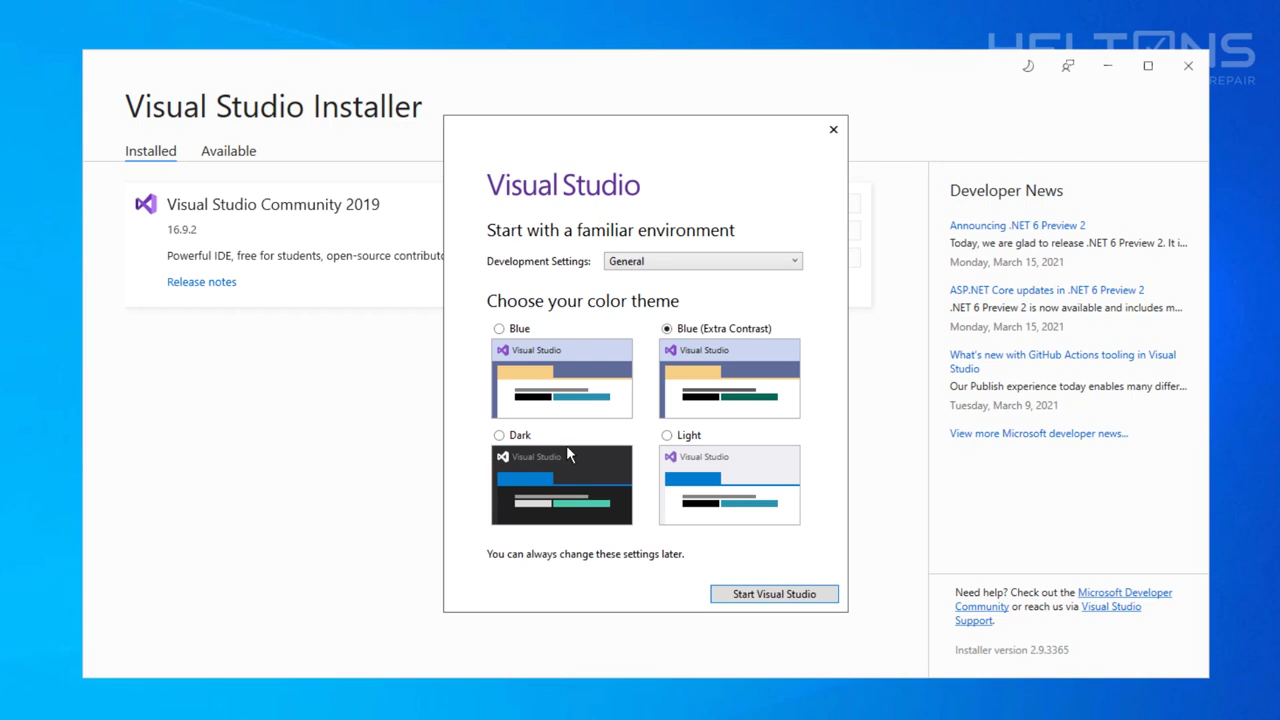 HELTONS
REPAIR
Visual Studio Installer
Installed
Available
Visual Studio Community 2019
16.9.2
Powerful IDE, free for students, open-source contributo
Release notes
Visual Studio
Start with a familiar environment
Development Settings:
General
Choose your color theme
Blue
Blue (Extra Contrast)
Visual Studio
Visual Studio
Dark
Light
Visual Studio
Visual Studio
You can always change these settings later.
Start Visual Studio
Developer News
Announcing .NET 6 Preview 2
Today, we are glad to release .NET 6 Preview 2. It i...
Monday, March 15, 2021
ASP.NET Core updates in .NET 6 Preview 2
.NET 6 Preview 2 is now available and includes m...
Monday, March 15, 2021
What's new with GitHub Actions tooling in Visual
Studio
Our Publish experience today enables many differ...
Tuesday, March 9, 2021
View more Microsoft developer news...
Need help? Check out the Microsoft Developer
Community or reach us via Visual Studio
Support.
Installer version 2.9.3365